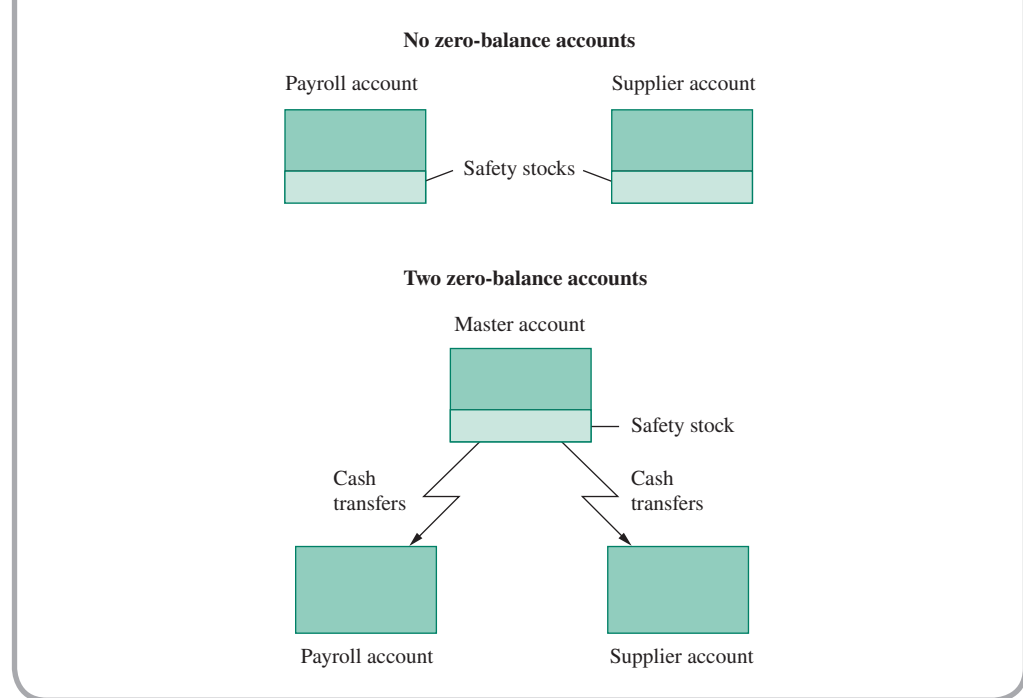 No zero-balance accounts
Payroll account
Supplier account
Safety stocks
Two zero-balance accounts
Master account
Safety stock
Cash
transfers
Cash
transfers
Payroll account
Supplier account